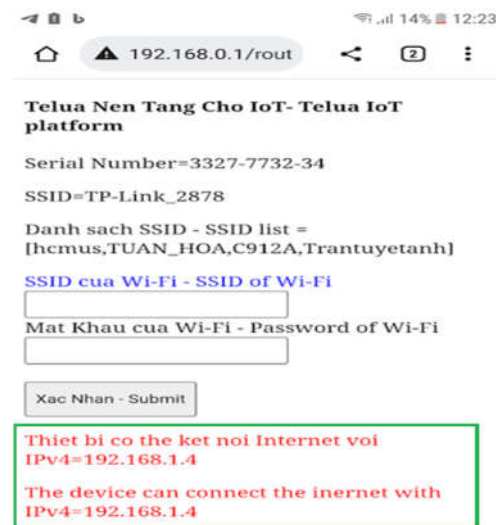 14% 12:23
192.168.0.1/rout
2
Telua Nen Tang Cho IoT- Telua IoT
platform
Serial Number=3327-7732-34
SSID=TP-Link_2878
Danh sach SSID - SSID list =
[hcmus,TUAN_HOA,C912A,Trantuyetanh]
SSID cua Wi-Fi - SSID of Wi-Fi
Mat Khau cua Wi-Fi - Password of Wi-Fi
Xac Nhan - Submit
Thiet bi co the ket noi Internet voi
IPv4=192.168.1.4
The device can connect the inernet with
IPv4=192.168.1.4